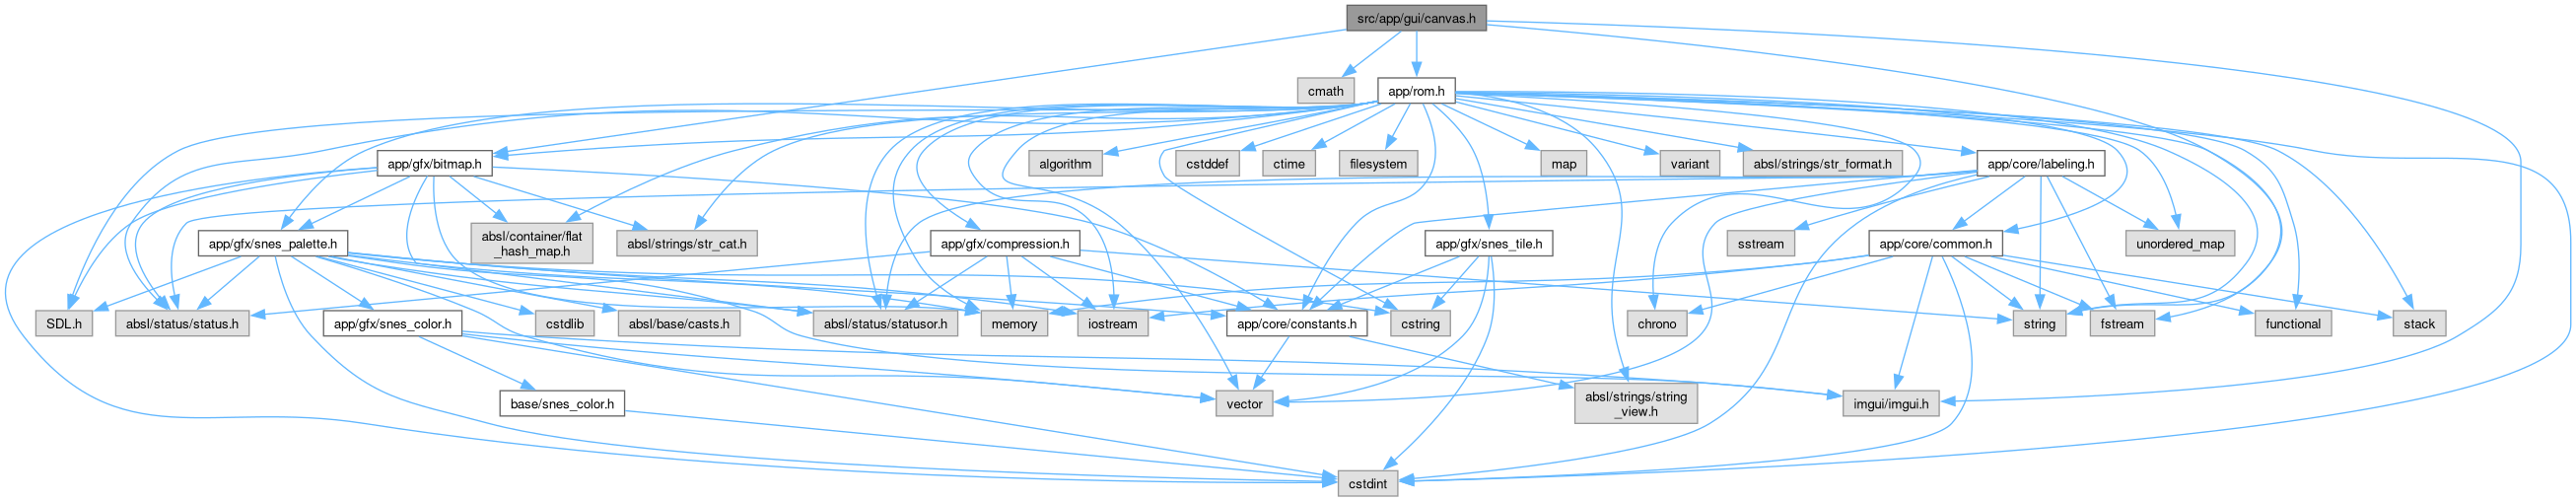 src/app/gui/canvas.h
cmath
app/rom.h
app/gfx/bitmap.h
algorithm
cstddef
ctime
filesystem
map
variant
absl/strings/str_format.h
app/core/labeling.h
app/gfx/snes_palette.h
absl/container/flat
_hash_map.h
absl/strings/str_cat.h
app/gfx/compression.h
app/gfx/snes_tile.h
sstream
app/core/common.h
unordered_map
SDL.h
absl/status/status.h
app/gfx/snes_color.h
cstdlib
absl/base/casts.h
absl/status/statusor.h
memory
iostream
app/core/constants.h
cstring
chrono
string
fstream
functional
stack
base/snes_color.h
vector
absl/strings/string
_view.h
imgui/imgui.h
cstdint